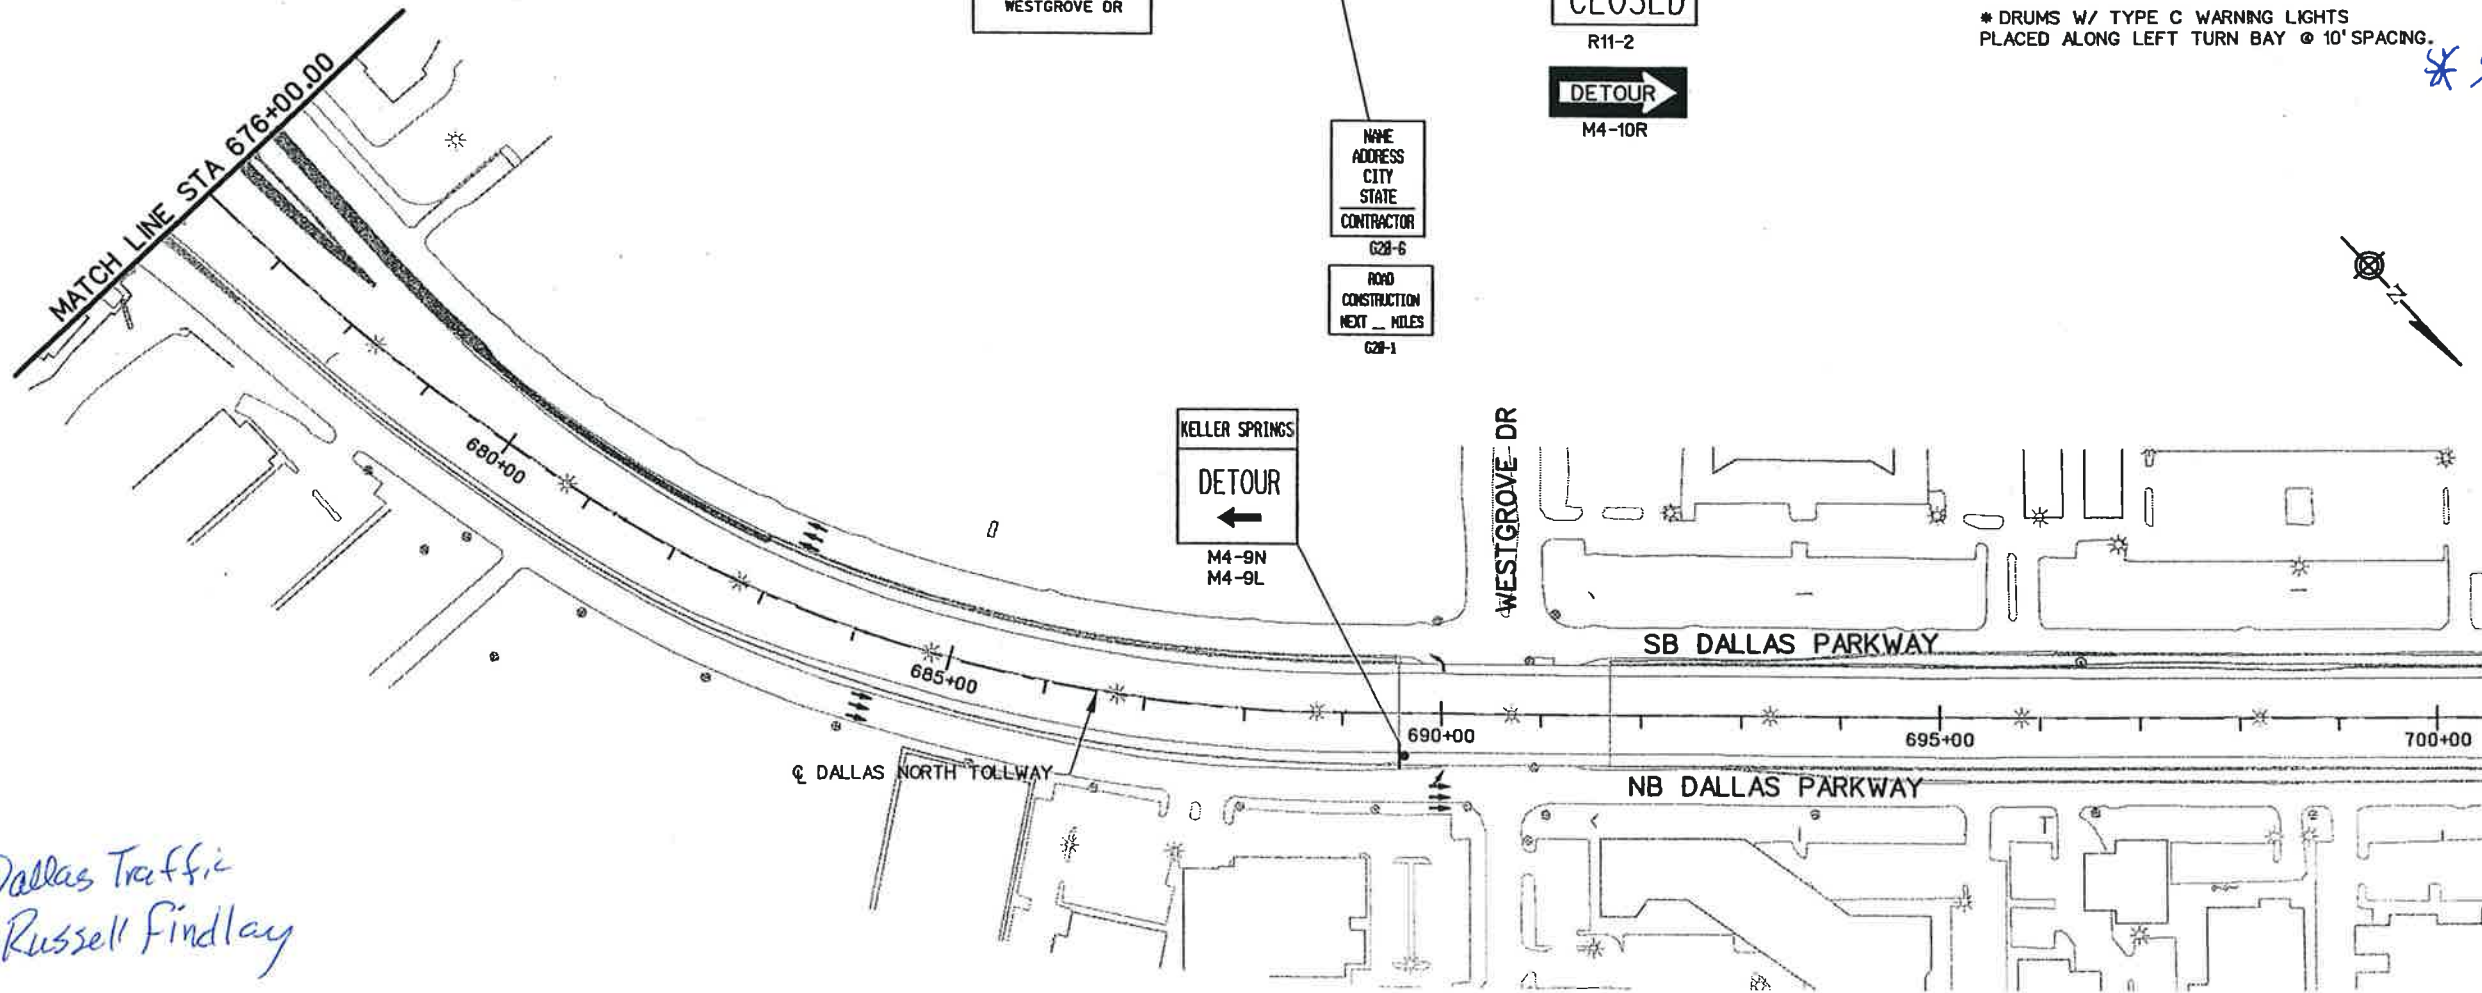 WESTGROVE DR
CLOSED
R11-2
DETOUR
M4-10R
* DRUMS W/ TYPE C WARNING LIGHTS
PLACED ALONG LEFT TURN BAY @ 10' SPACING.
*
MATCH LINE STA 676+00.00
NAME
ADDRESS
CITY
STATE
CONTRACTOR
G20-6
ROAD
CONSTRUCTION
NEXT __ MILES
G20-1
N
KELLER SPRINGS
DETOUR
M4-9N
M4-9L
WESTGROVE DR
680+00
685+00
690+00
695+00
700+00
SB DALLAS PARKWAY
NB DALLAS PARKWAY
℄ DALLAS NORTH TOLLWAY
Dallas Traffic
Russell Findlay